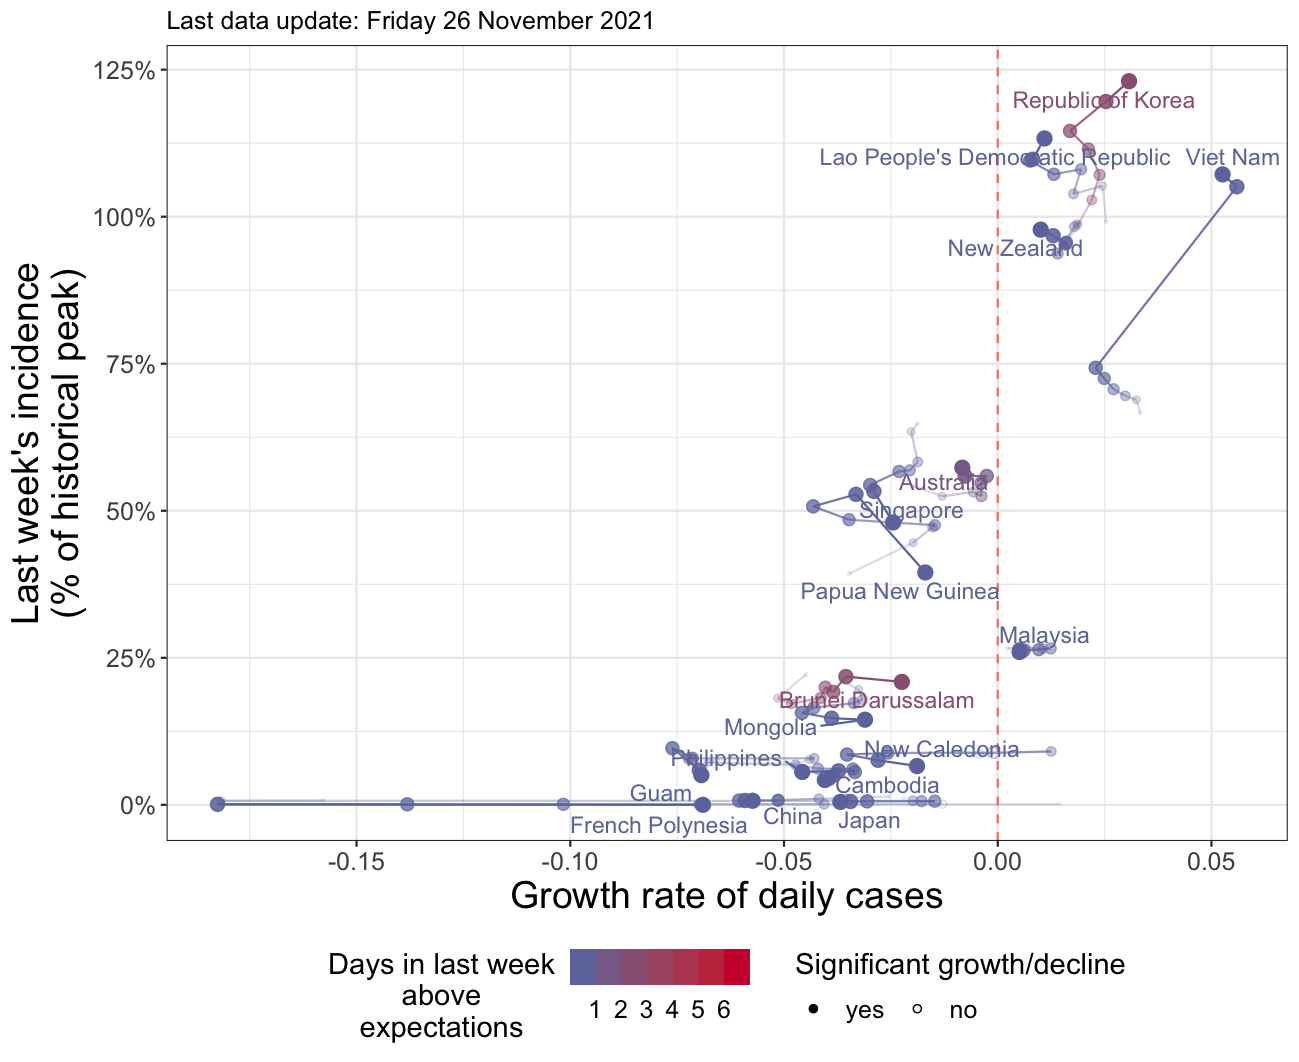 Last data update: Friday 26 November 2021
Last week's incidence
(% of historical peak)
125%
100%
75%
50%
25%
0%
Republic of Korea
Lao People's Democratic Republic
Viet Nam
New Zealand
Australia
Singapore
Papua New Guinea
Malaysia
Brunei Darussalam
Mongolia
New Caledonia
Philippines
Cambodia
Guam
China
Japan
French Polynesia
-0.15
-0.10
-0.05
0.00
0.05
Growth rate of daily cases
Days in last week
above
expectations
1 2 3 4 5 6
Significant growth/decline
yes
no